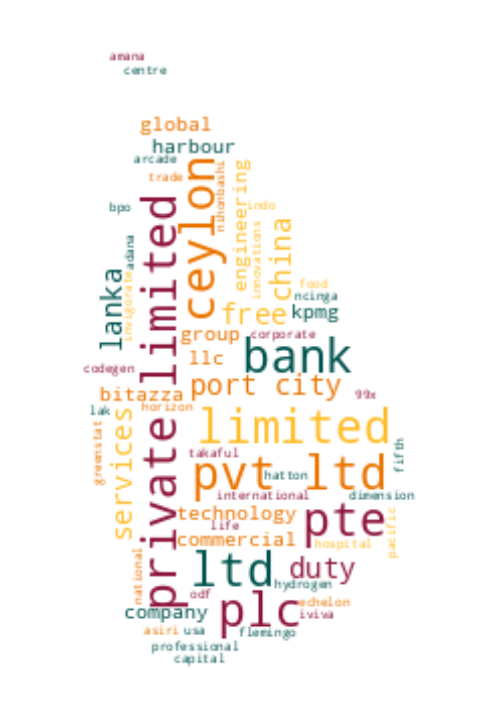 amana
centre
global
harbour
arcade
trade
ceylon
nihonbashi
engineering
indo
bpo
private limited
china
innovations
adana
lanka
invigorate
food
ncinga
free
kpmg
group
corporate
llc
bank
codegen
port city
bitazza
99x
horizon
lak
services
limited
greenstat
takaful
fifth
pvt ltd
hatton
international
dimension
technology
pte
life
pacific
commercial
hospital
national
ltd
duty
hydrogen
odf
plc
echelon
company
iviva
asiri
usa
flemingo
professional
capital